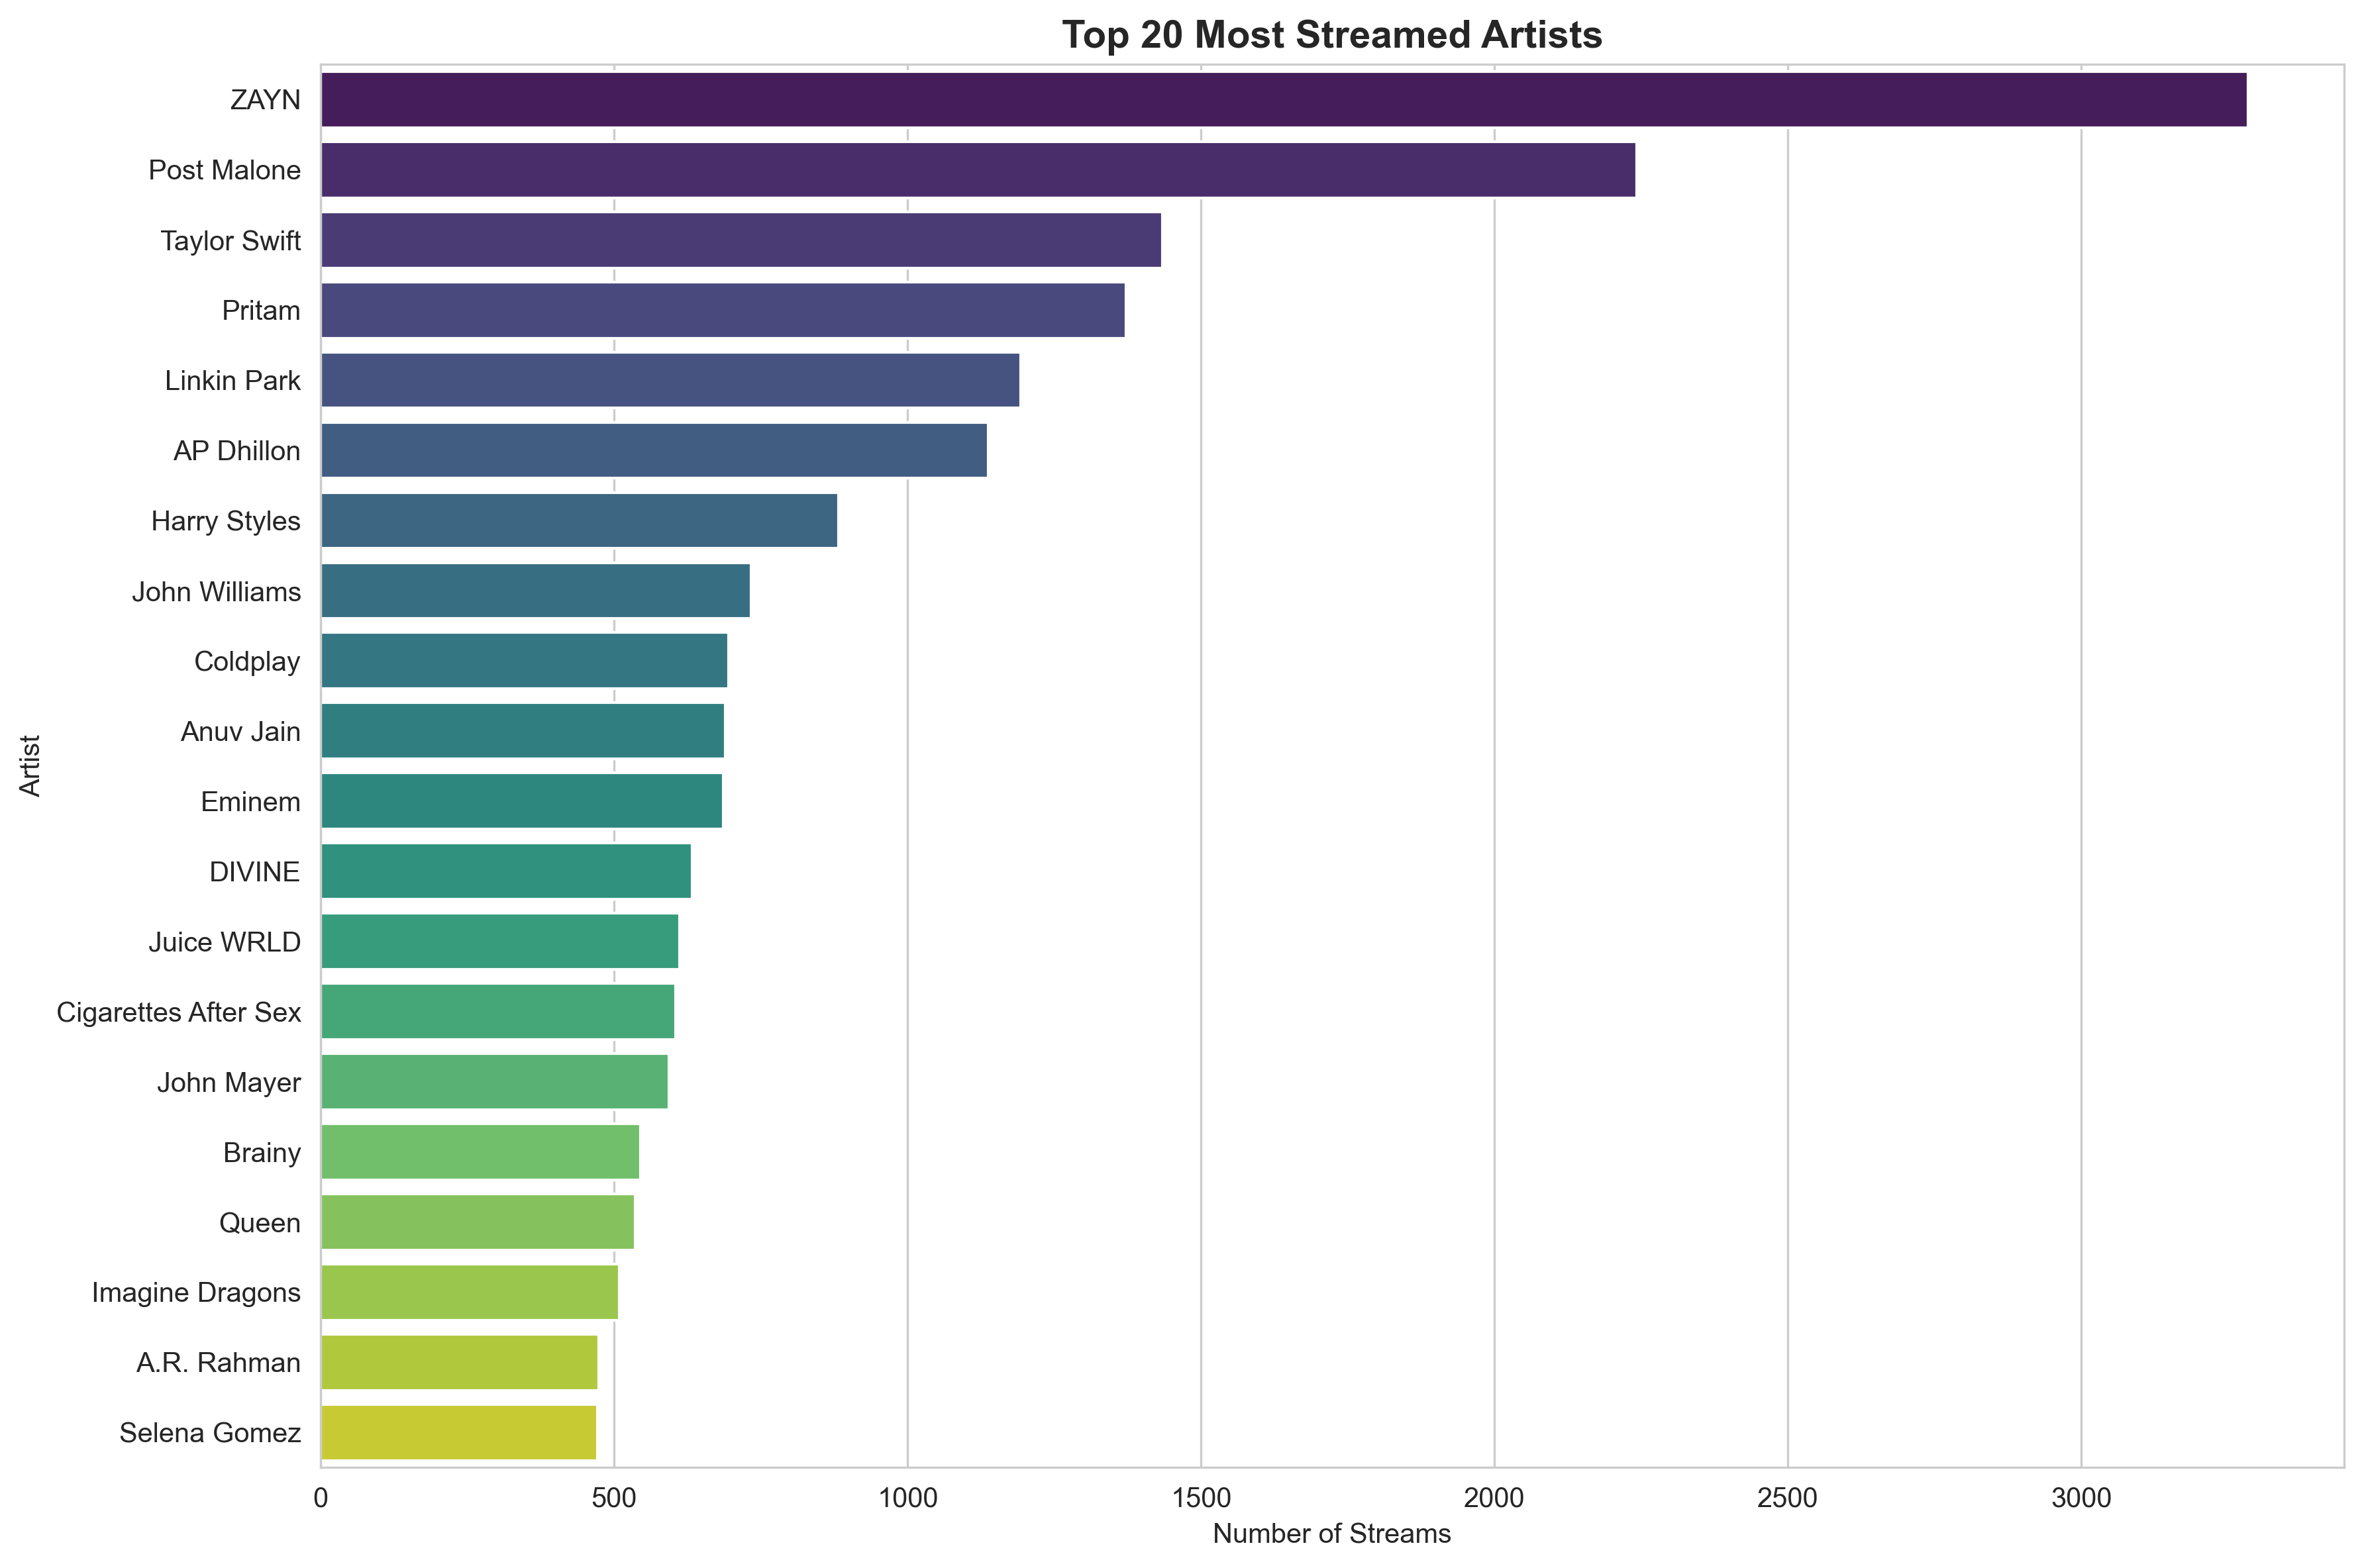 Top 20 Most Streamed Artists
ZAYN
Post Malone
Taylor Swift
Pritam
Linkin Park
AP Dhillon
Harry Styles
John Williams
Coldplay
Anuv Jain
Eminem
DIVINE
Juice WRLD
Cigarettes After Sex
John Mayer
Brainy
Queen
Imagine Dragons
A.R. Rahman
Selena Gomez
Artist
0 500 1000 1500 2000 2500 3000
Number of Streams